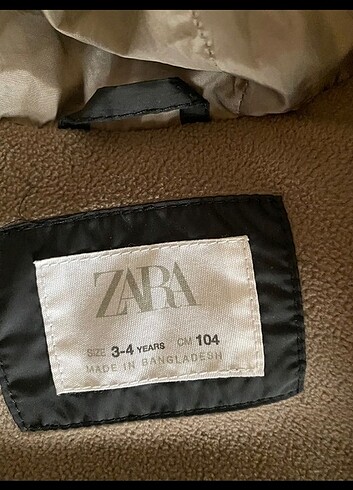 ZARA
SIZE 3-4 YEARS CM 104
MADE IN BANGLADESH